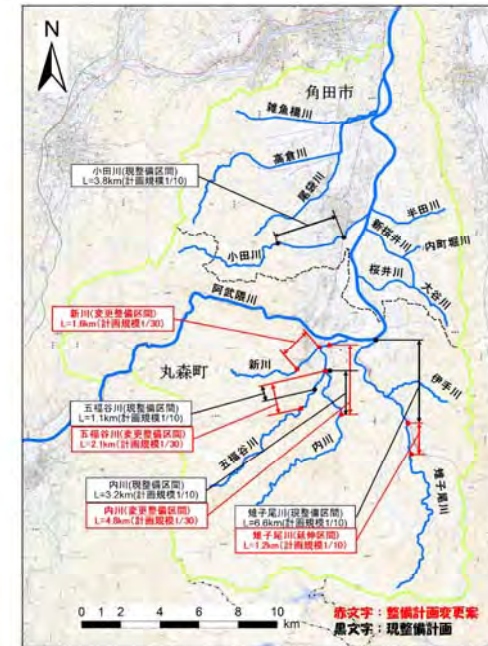 N
角田市
雑魚橋川
高倉川
尾袋川
小田川(現整備区間)
L=3.8km(計画規模1/10)
半田川
新桜井川
内町堀川
小田川
桜井川
大谷川
阿武隈川
新川(変更整備区間)
L=1.6km(計画規模1/30)
丸森町
新川
伊手川
五福谷川(現整備区間)
L=1.1km(計画規模1/10)
五福谷川(変更整備区間)
L=2.1km(計画規模1/30)
五福谷川
内川
雉子尾川
内川(現整備区間)
L=3.2km(計画規模1/10)
内川(変更整備区間)
L=4.8km(計画規模1/30)
雉子尾川(現整備区間)
L=6.6km(計画規模1/10)
雉子尾川(延伸区間)
L=1.2km(計画規模1/10)
0 1 2 4 6 8 10
km
赤文字：整備計画変更案
黒文字：現整備計画